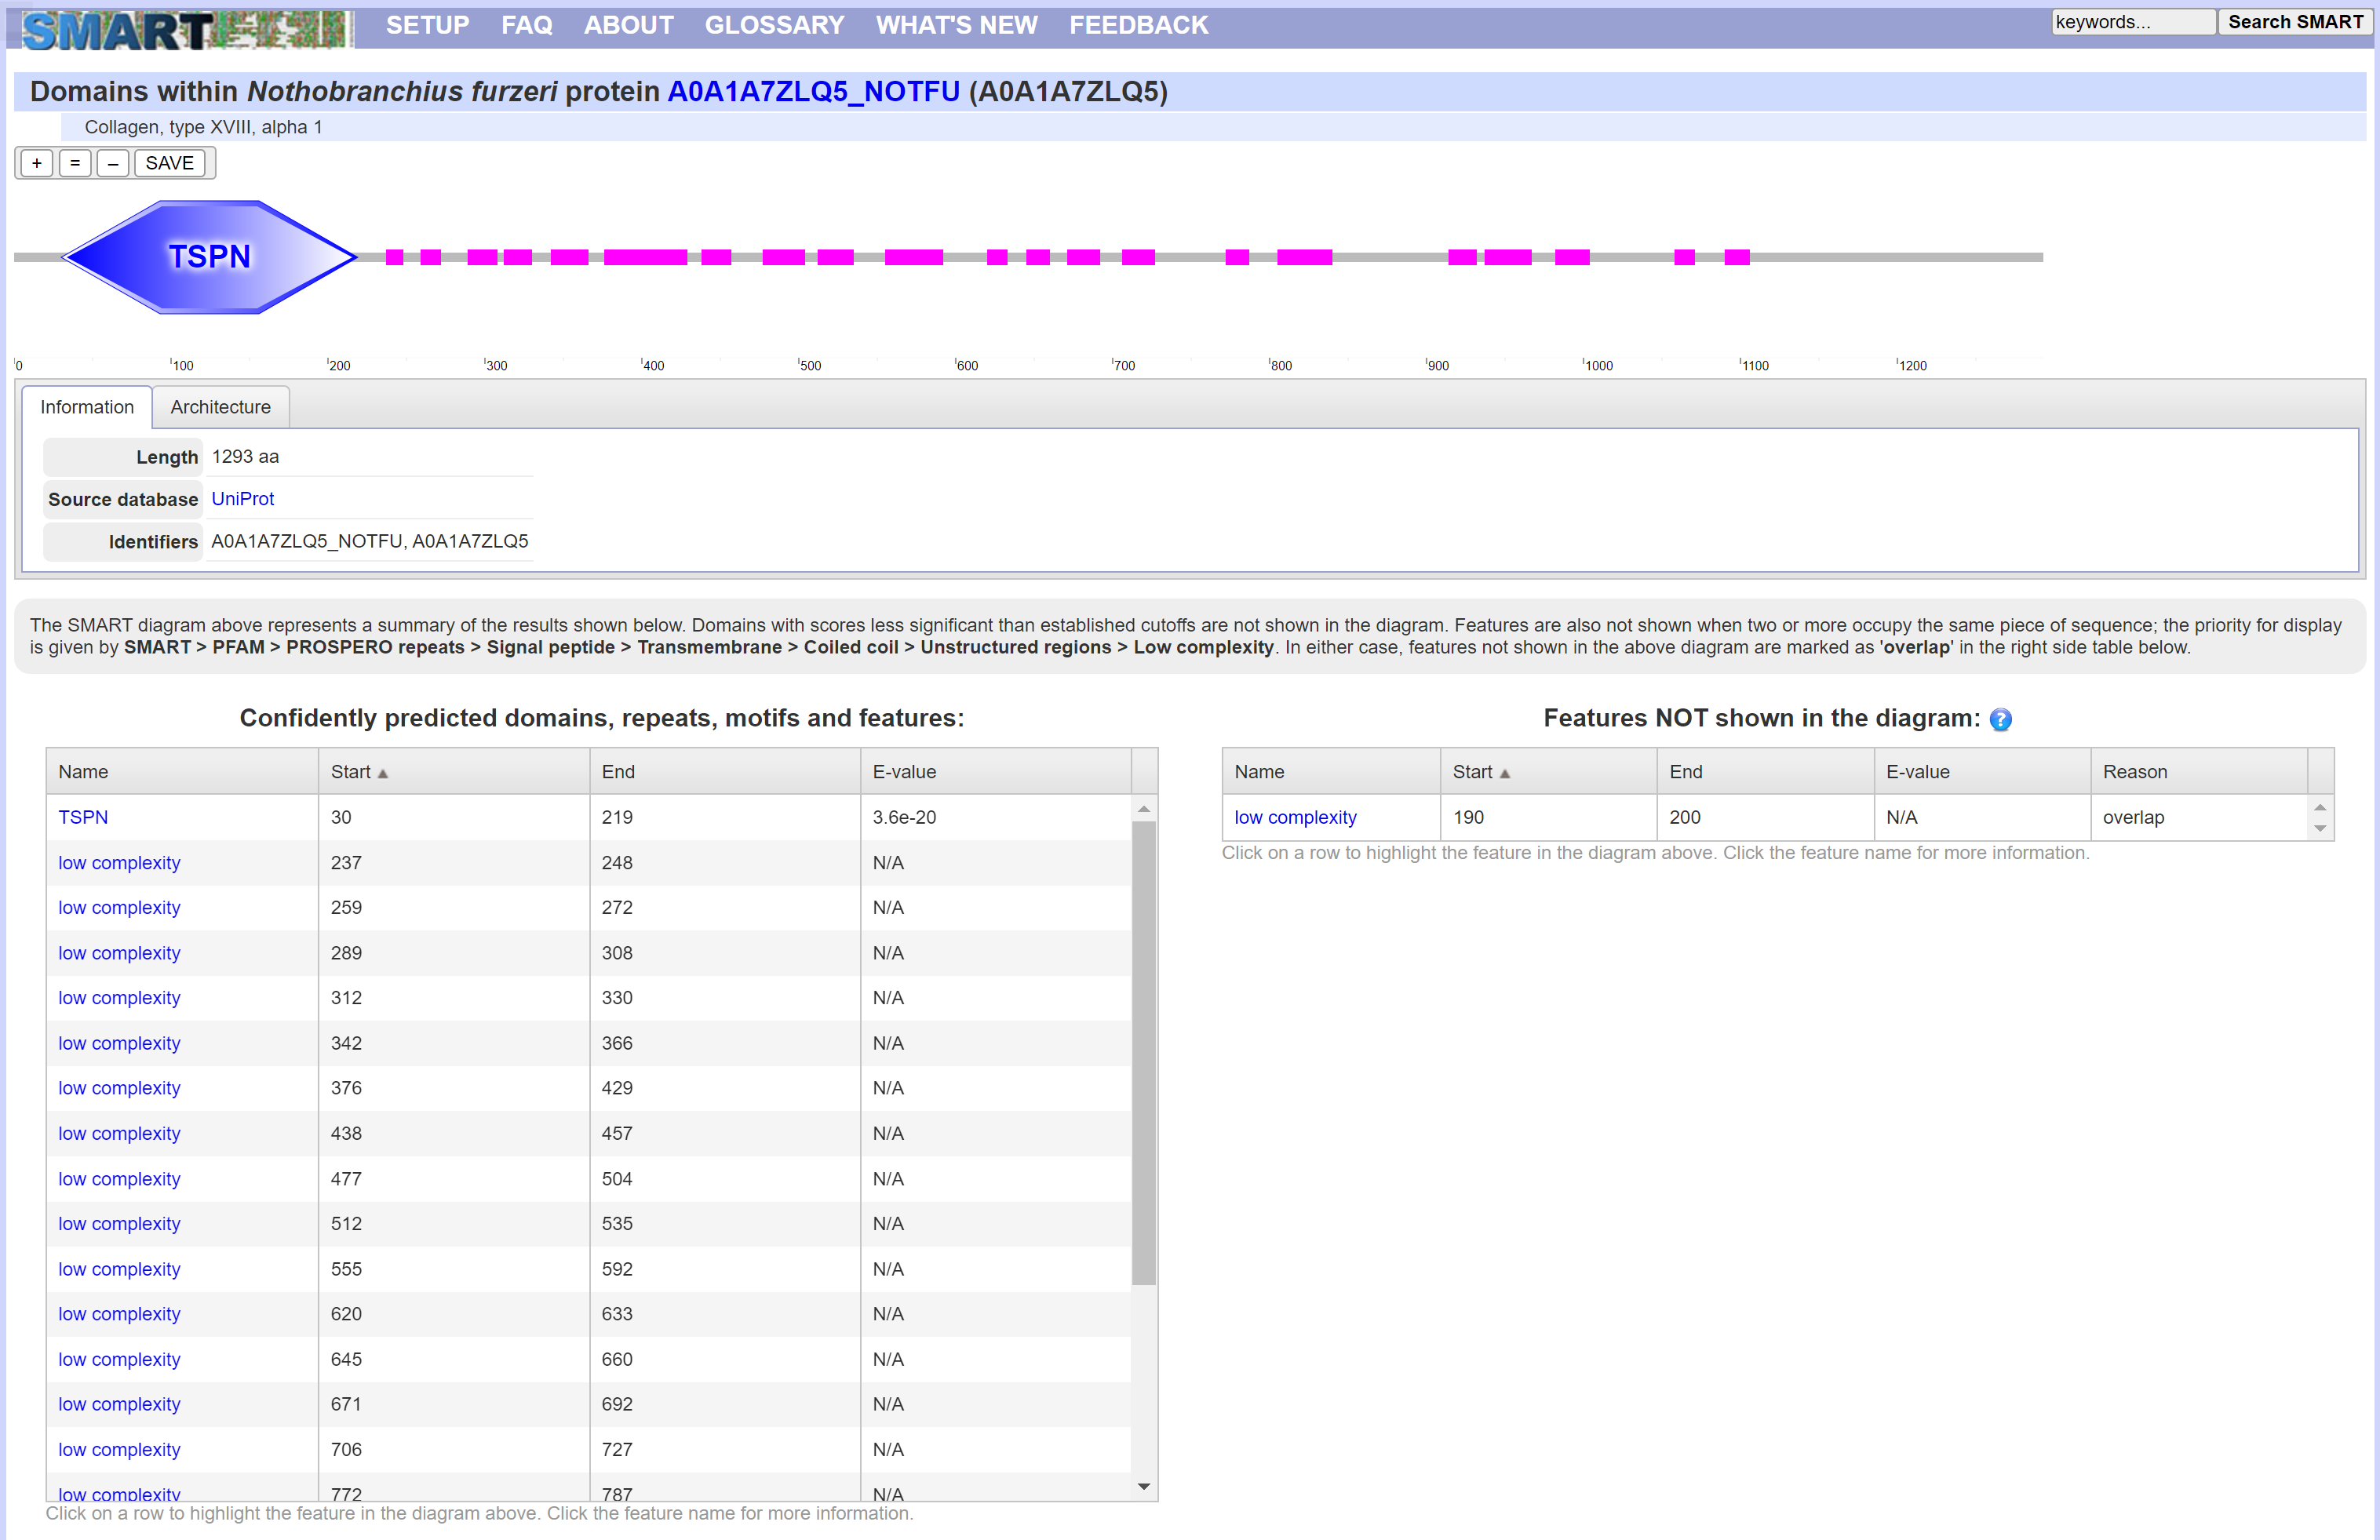 SMART SETUP FAQ ABOUT GLOSSARY WHAT'S NEW FEEDBACK keywords... Search SMART
Domains within Nothobranchius furzeri protein A0A1A7ZLQ5_NOTFU (A0A1A7ZLQ5)
Collagen, type XVIII, alpha 1
+ = – SAVE
TSPN
0 100 200 300 400 500 600 700 800 900 1000 1100 1200
Information Architecture
Length 1293 aa
Source database UniProt
Identifiers A0A1A7ZLQ5_NOTFU, A0A1A7ZLQ5
The SMART diagram above represents a summary of the results shown below. Domains with scores less significant than established cutoffs are not shown in the diagram. Features are also not shown when two or more occupy the same piece of sequence; the priority for display
is given by SMART > PFAM > PROSPERO repeats > Signal peptide > Transmembrane > Coiled coil > Unstructured regions > Low complexity. In either case, features not shown in the above diagram are marked as 'overlap' in the right side table below.
Confidently predicted domains, repeats, motifs and features:
Name Start End E-value
TSPN 30 219 3.6e-20
low complexity 237 248 N/A
low complexity 259 272 N/A
low complexity 289 308 N/A
low complexity 312 330 N/A
low complexity 342 366 N/A
low complexity 376 429 N/A
low complexity 438 457 N/A
low complexity 477 504 N/A
low complexity 512 535 N/A
low complexity 555 592 N/A
low complexity 620 633 N/A
low complexity 645 660 N/A
low complexity 671 692 N/A
low complexity 706 727 N/A
low complexity 772 787 N/A
Click on a row to highlight the feature in the diagram above. Click the feature name for more information.
Features NOT shown in the diagram: ?
Name Start End E-value Reason
low complexity 190 200 N/A overlap
Click on a row to highlight the feature in the diagram above. Click the feature name for more information.